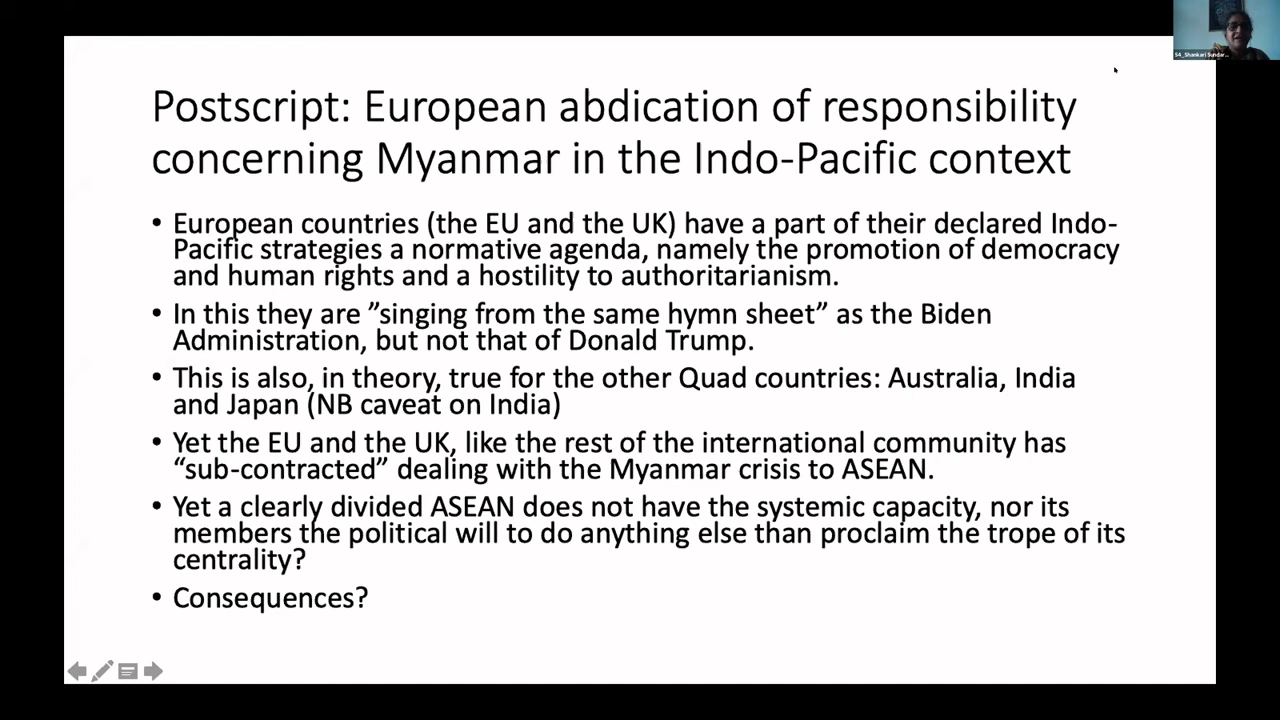 S4_Shankari Sundar...
Postscript: European abdication of responsibility
concerning Myanmar in the Indo-Pacific context
• European countries (the EU and the UK) have a part of their declared Indo-
Pacific strategies a normative agenda, namely the promotion of democracy
and human rights and a hostility to authoritarianism.
• In this they are ”singing from the same hymn sheet” as the Biden
Administration, but not that of Donald Trump.
• This is also, in theory, true for the other Quad countries: Australia, India
and Japan (NB caveat on India)
• Yet the EU and the UK, like the rest of the international community has
“sub-contracted” dealing with the Myanmar crisis to ASEAN.
• Yet a clearly divided ASEAN does not have the systemic capacity, nor its
members the political will to do anything else than proclaim the trope of its
centrality?
• Consequences?